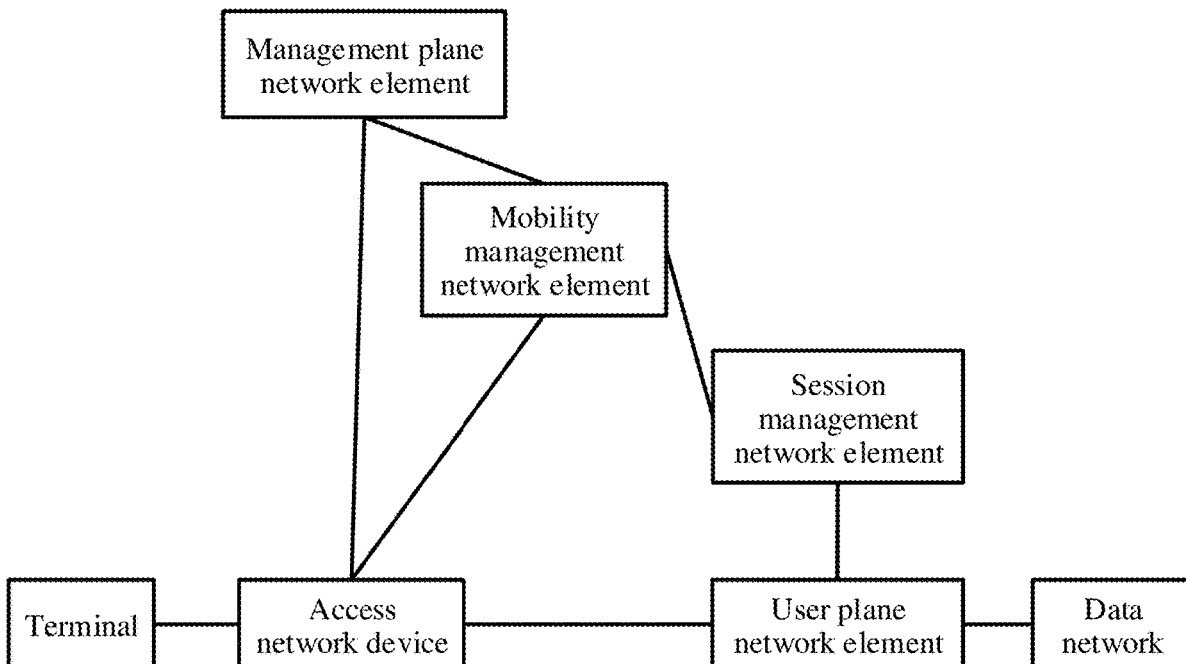 Management plane
network element
Mobility
management
network element
Session
management
network element
Terminal
Access
network device
User plane
network element
Data
network